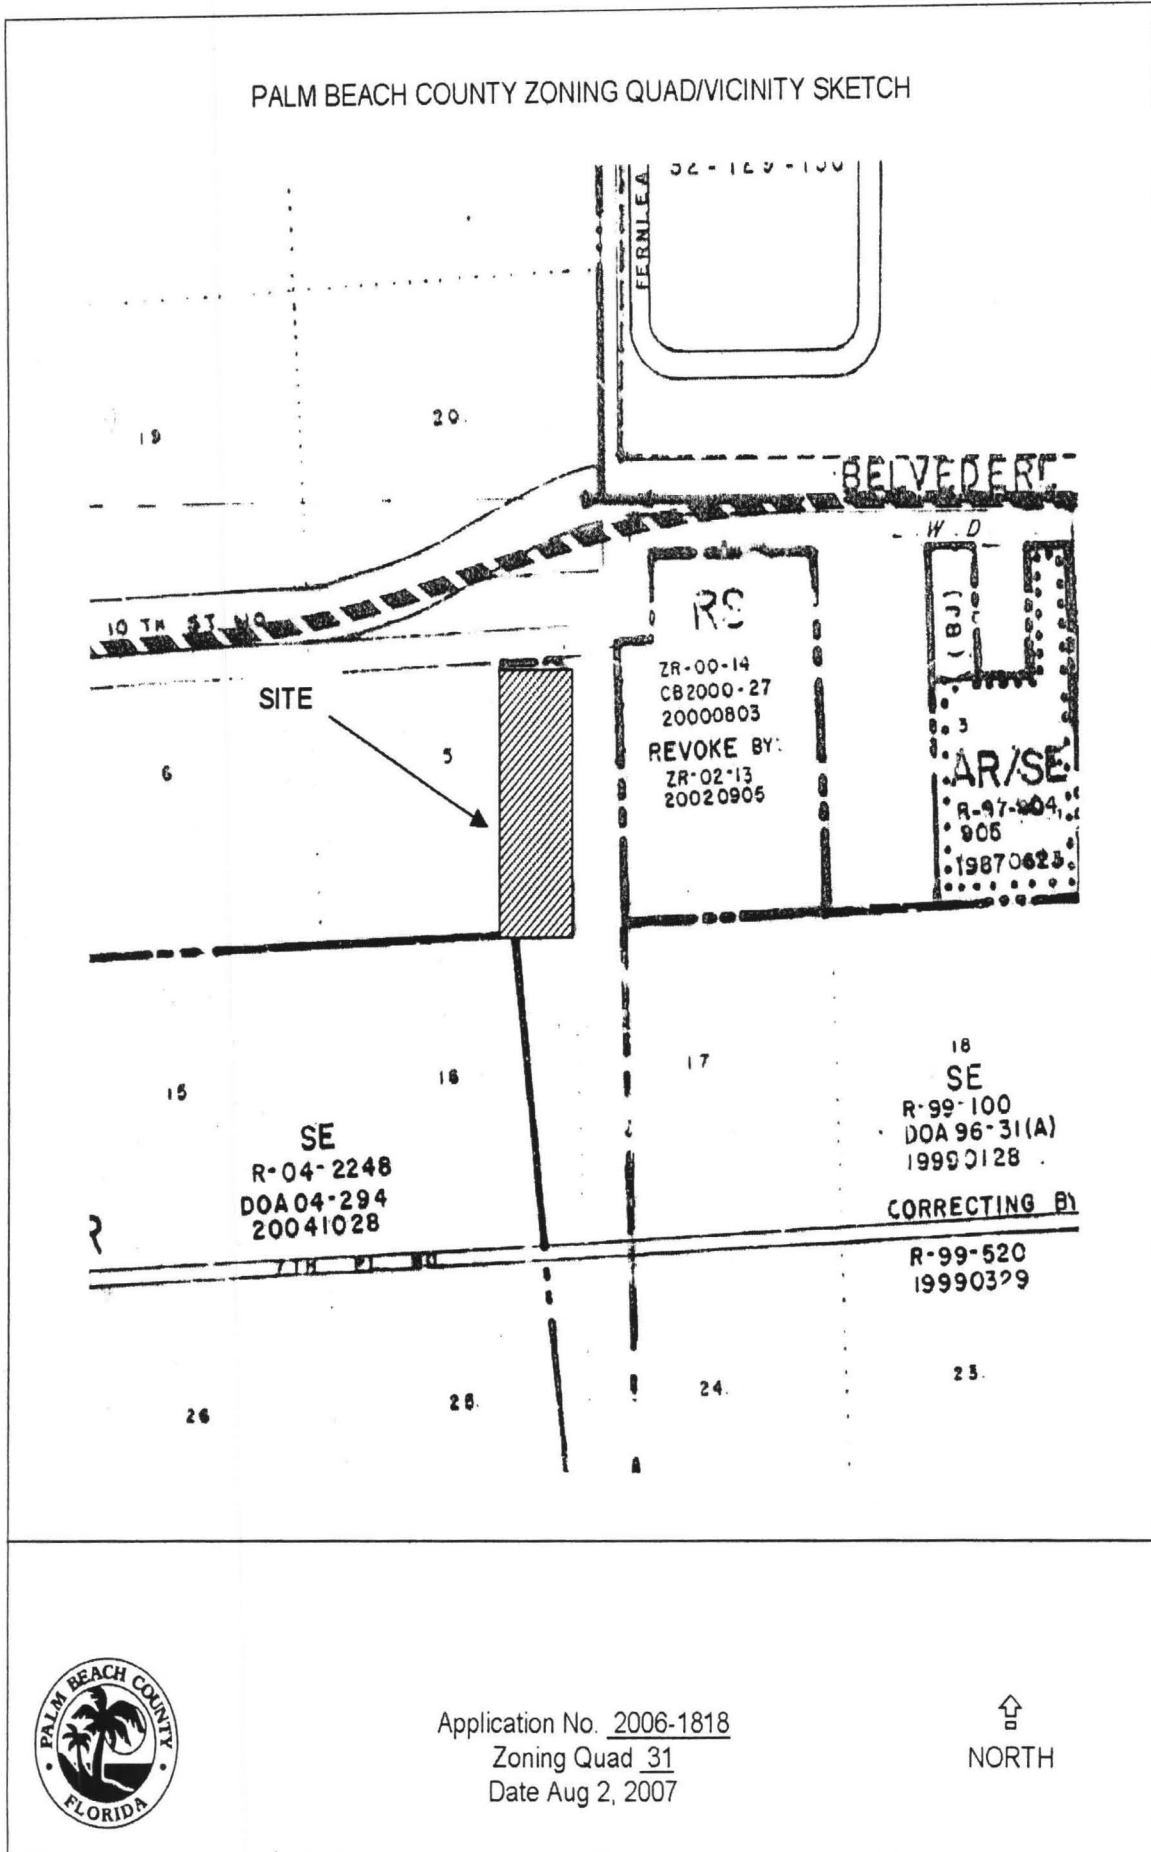 PALM BEACH COUNTY ZONING QUAD/VICINITY SKETCH
FERNLEA
19
20.
BELVEDERE
W. D
10 TH ST NO
RS
(BJ)
SITE
ZR-00-14
CB2000-27
20000803
REVOKE BY:
ZR-02-13
20020905
6
5
3
AR/SE
905
15
16
17
18
SE
R-99-100
DOA 96-31(A)
19990128
SE
R-04-2248
DOA04-294
20041028
R
CORRECTING BY
7TH PL NO
R-99-520
19990329
26
25.
24.
23.
PALM BEACH COUNTY
FLORIDA
Application No. 2006-1818
Zoning Quad 31
Date Aug 2, 2007
NORTH